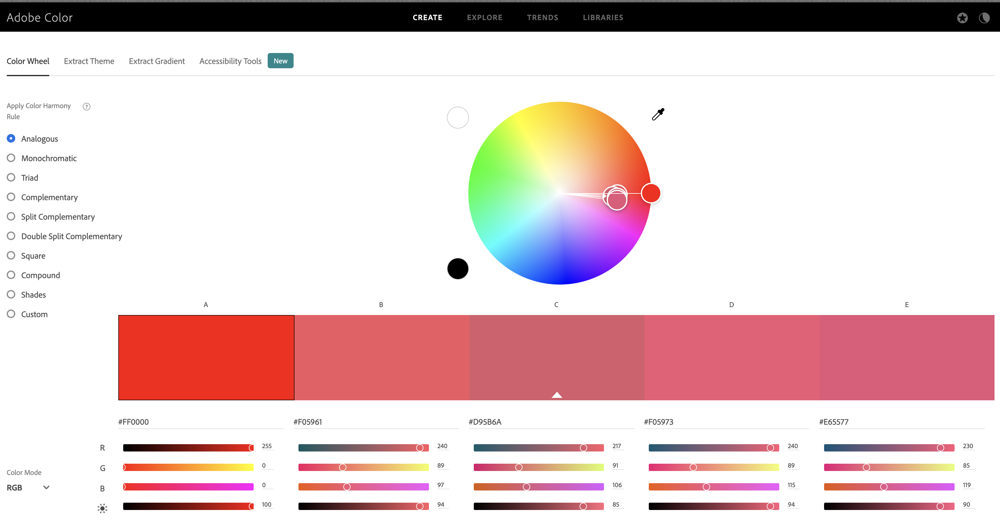 Adobe Color
CREATE EXPLORE TRENDS LIBRARIES
Color Wheel Extract Theme Extract Gradient Accessibility Tools New
Apply Color Harmony
Rule
?
Analogous
Monochromatic
Triad
Complementary
Split Complementary
Double Split Complementary
Square
Compound
Shades
Custom
A B C D E
#FF0000 #F05961 #D95B6A #F05973 #E65577
R 255 240 217 240 230
G 0 89 91 89 85
B 0 97 106 115 119
100 94 85 94 90
Color Mode
RGB